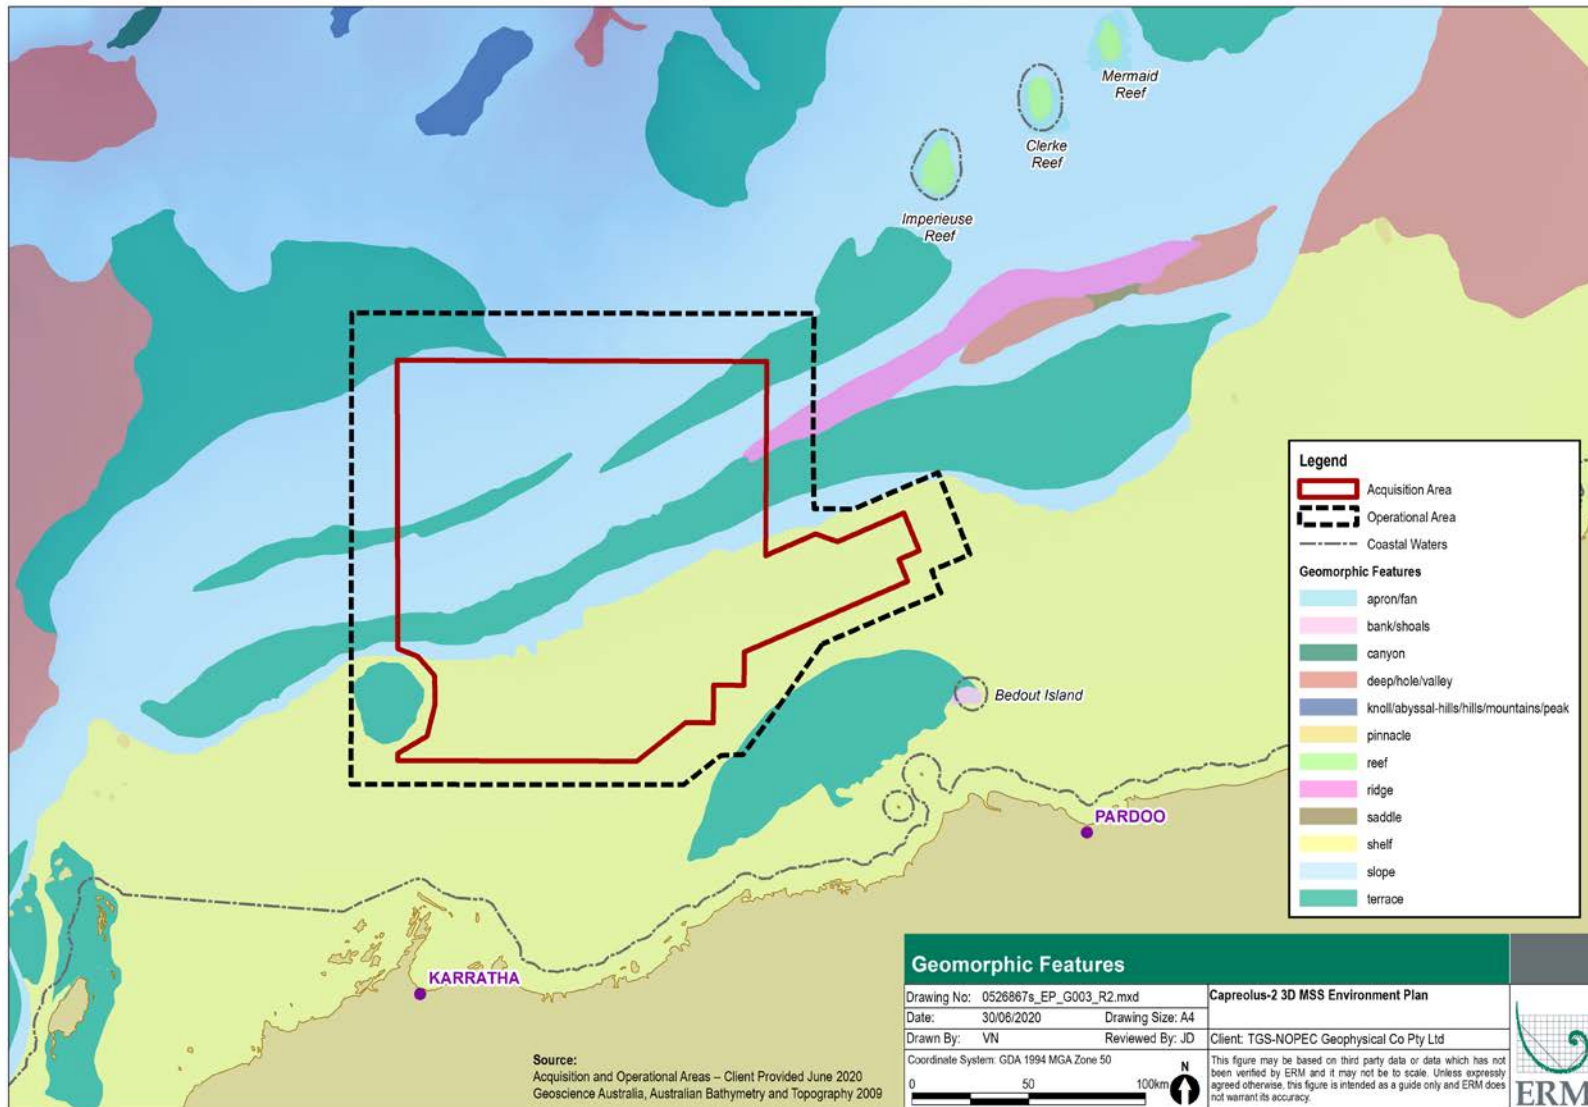 Mermaid
Reef
Clerke
Reef
Imperieuse
Reef
Bedout Island
PARDOO
KARRATHA
Legend
Acquisition Area
Operational Area
Coastal Waters
Geomorphic Features
apron/fan
bank/shoals
canyon
deep/hole/valley
knoll/abyssal-hills/hills/mountains/peak
pinnacle
reef
ridge
saddle
shelf
slope
terrace
Source:
Acquisition and Operational Areas – Client Provided June 2020
Geoscience Australia, Australian Bathymetry and Topography 2009
Geomorphic Features
Drawing No: 0526867s_EP_G003_R2.mxd
Date: 30/06/2020 Drawing Size: A4
Drawn By: VN Reviewed By: JD
Coordinate System: GDA 1994 MGA Zone 50
N
0 50 100km
Capreolus-2 3D MSS Environment Plan
Client: TGS-NOPEC Geophysical Co Pty Ltd
This figure may be based on third party data or data which has not
been verified by ERM and it may not be to scale. Unless expressly
agreed otherwise, this figure is intended as a guide only and ERM does
not warrant its accuracy.
ERM